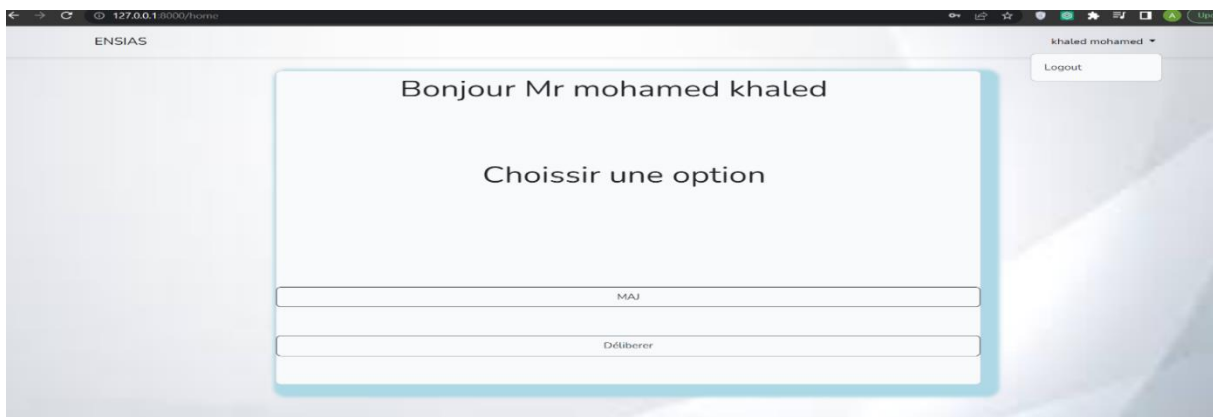 127.0.0.1:8000/home
ENSIAS
khaled mohamed
Logout
Bonjour Mr mohamed khaled
Choissir une option
MAJ
Déliberer